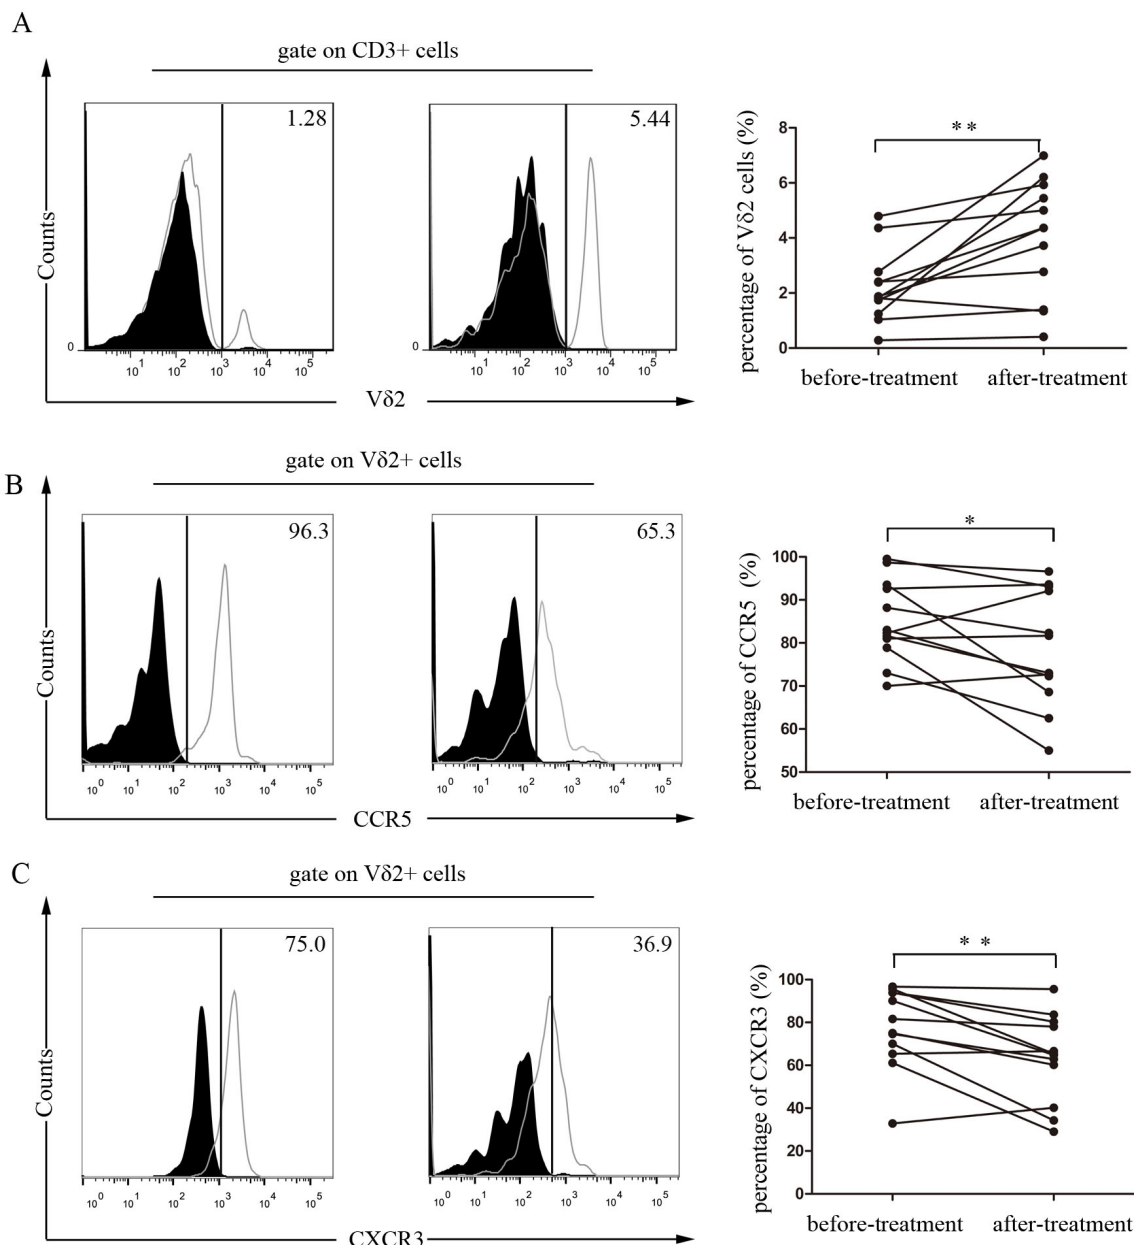 A
gate on CD3+ cells
1.28
5.44
Counts
0
10^1 10^2 10^3 10^4 10^5
0
10^1 10^2 10^3 10^4 10^5
Vδ2
**
percentage of Vδ2 cells (%)
8
6
4
2
0
before-treatment after-treatment
B
gate on Vδ2+ cells
96.3
65.3
Counts
10^0 10^1 10^2 10^3 10^4 10^5
10^0 10^1 10^2 10^3 10^4 10^5
CCR5
*
percentage of CCR5 (%)
100
90
80
70
60
50
before-treatment after-treatment
C
gate on Vδ2+ cells
75.0
36.9
Counts
10^0 10^1 10^2 10^3 10^4 10^5
10^0 10^1 10^2 10^3 10^4 10^5
CXCR3
* *
percentage of CXCR3 (%)
100
80
60
40
20
0
before-treatment after-treatment